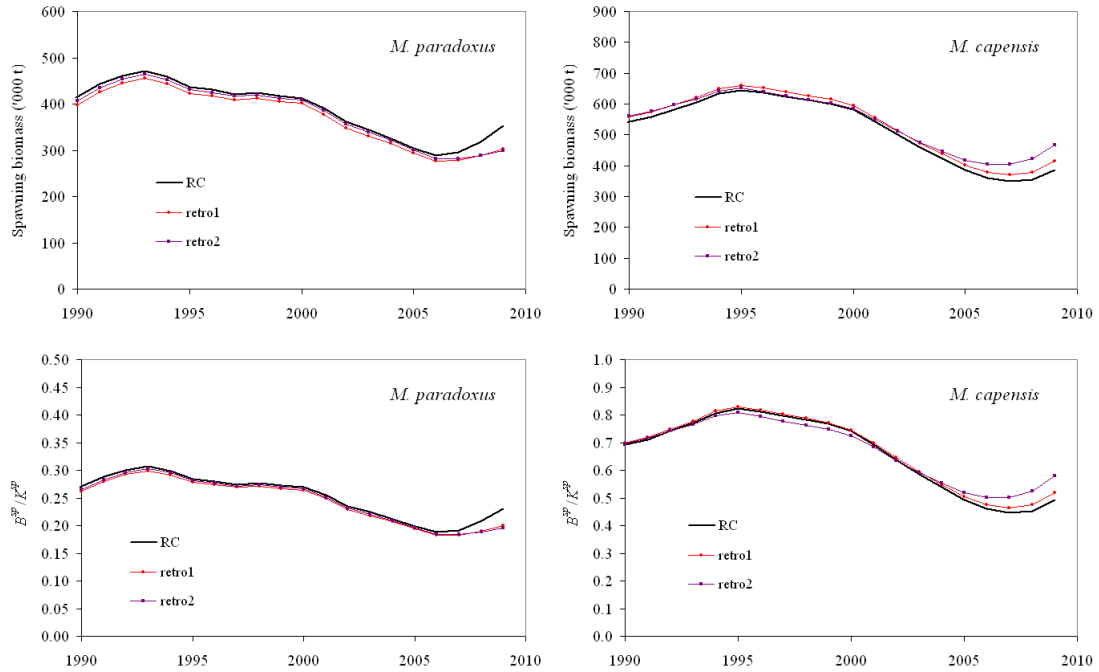 M. paradoxus
Spawning biomass ('000 t)
600
500
400
300
200
100
0
RC
retro1
retro2
1990
1995
2000
2005
2010
M. capensis
Spawning biomass ('000 t)
900
800
700
600
500
400
300
200
100
0
RC
retro1
retro2
1990
1995
2000
2005
2010
M. paradoxus
B^sp/K^sp
0.50
0.45
0.40
0.35
0.30
0.25
0.20
0.15
0.10
0.05
0.00
RC
retro1
retro2
1990
1995
2000
2005
2010
M. capensis
B^sp/K^sp
1.0
0.9
0.8
0.7
0.6
0.5
0.4
0.3
0.2
0.1
0.0
RC
retro1
retro2
1990
1995
2000
2005
2010